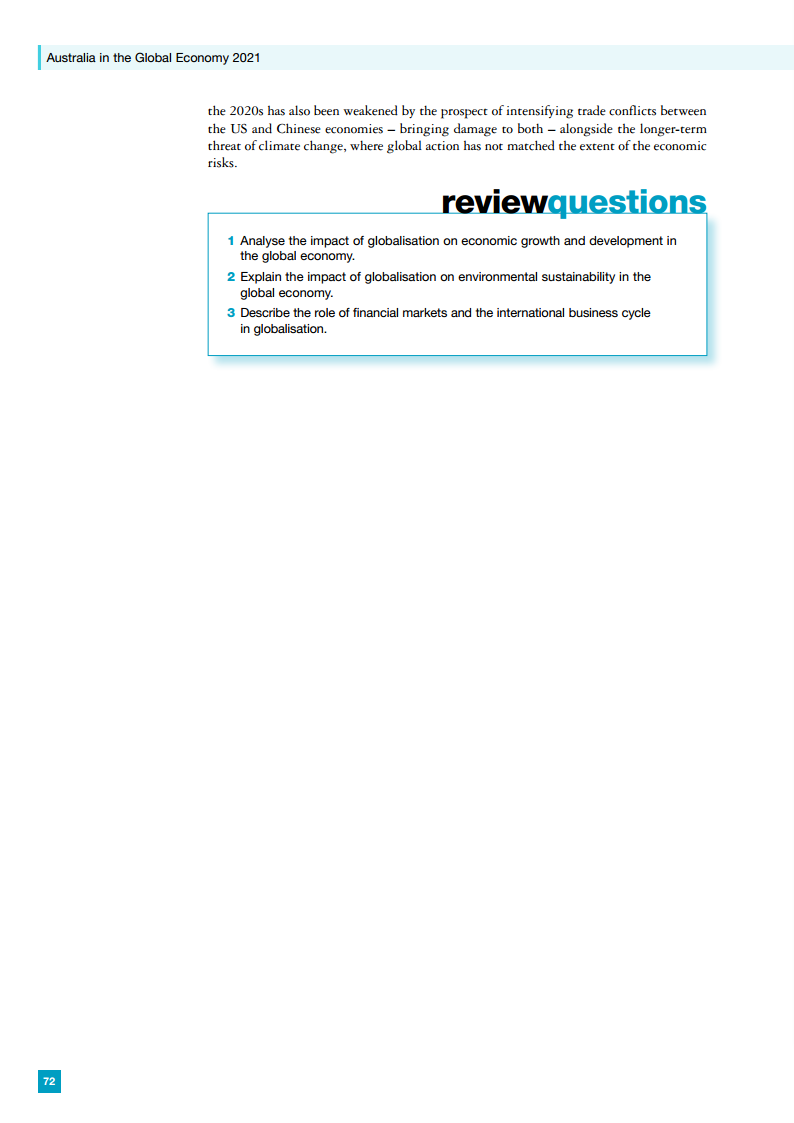 Australia in the Global Economy 2021
the 2020s has also been weakened by the prospect of intensifying trade conflicts between
the US and Chinese economies – bringing damage to both – alongside the longer-term
threat of climate change, where global action has not matched the extent of the economic
risks.
reviewquestions
1 Analyse the impact of globalisation on economic growth and development in
the global economy.
2 Explain the impact of globalisation on environmental sustainability in the
global economy.
3 Describe the role of financial markets and the international business cycle
in globalisation.
72